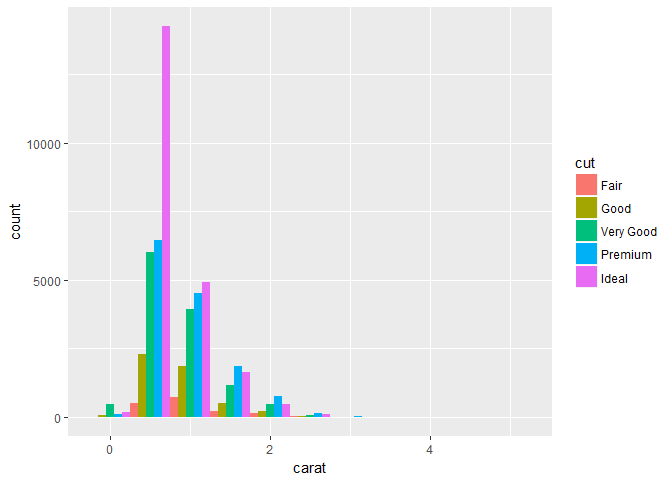 10000
5000
0
count
0 2 4
carat
cut
Fair
Good
Very Good
Premium
Ideal